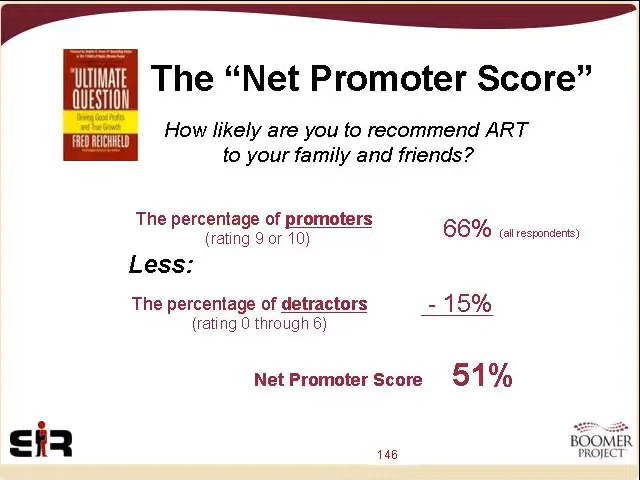 THE
ULTIMATE
QUESTION
Driving Good Profits
and True Growth
FRED REICHHELD
The “Net Promoter Score”
How likely are you to recommend ART
to your family and friends?
The percentage of promoters
(rating 9 or 10)
66% (all respondents)
Less:
The percentage of detractors
(rating 0 through 6)
- 15%
Net Promoter Score 51%
SIR
BOOMER
PROJECT
146